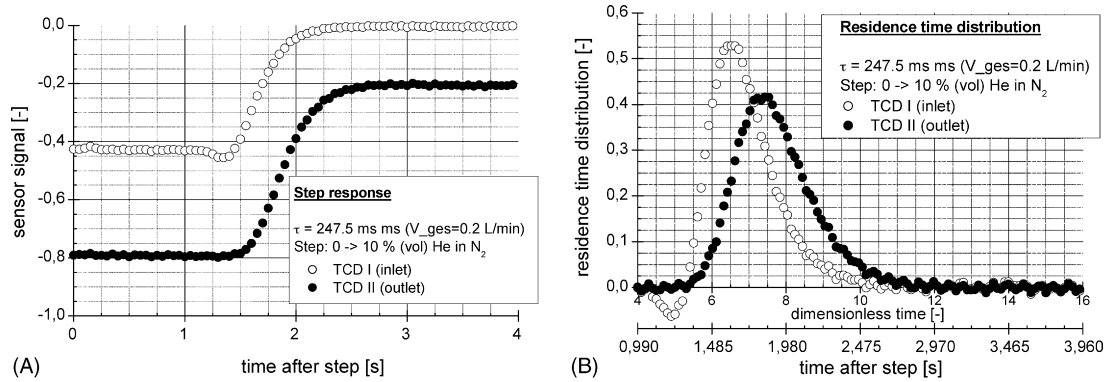 0,0
-0,2
-0,4
-0,6
-0,8
-1,0
sensor signal [-]
0
1
2
3
4
time after step [s]
Step response
τ = 247.5 ms ms (V_ges=0.2 L/min)
Step: 0 -> 10 % (vol) He in N2
TCD I (inlet)
TCD II (outlet)
(A)
0,6
0,5
0,4
0,3
0,2
0,1
0,0
residence time distribution [-]
Residence time distribution
τ = 247.5 ms ms (V_ges=0.2 L/min)
Step: 0 -> 10 % (vol) He in N2
TCD I (inlet)
TCD II (outlet)
4
6
8
10
12
14
16
dimensionless time [-]
0,990
1,485
1,980
2,475
2,970
3,465
3,960
time after step [s]
(B)